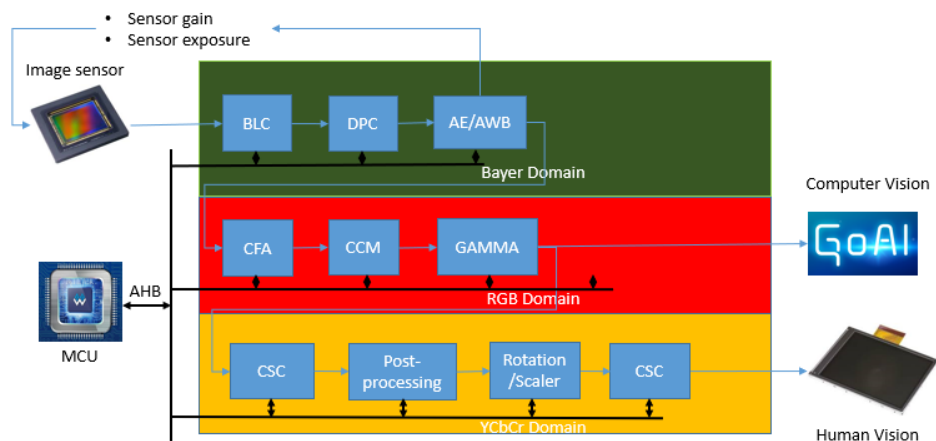 • Sensor gain
• Sensor exposure
Image sensor
BLC
DPC
AE/AWB
Bayer Domain
Computer Vision
GoAI
CFA
CCM
GAMMA
RGB Domain
AHB
W
MCU
CSC
Post-
processing
Rotation
/Scaler
CSC
YCbCr Domain
Human Vision